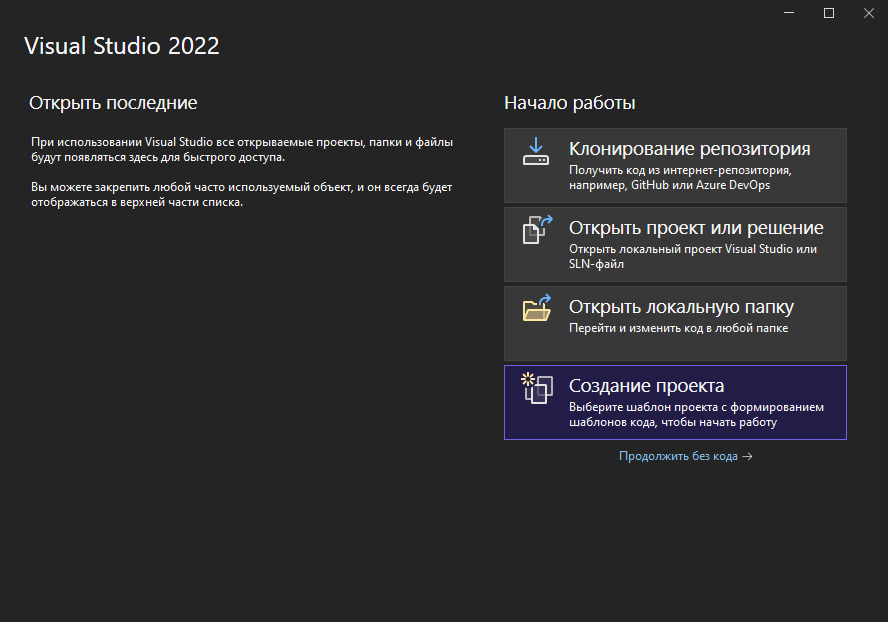 Visual Studio 2022
Открыть последние
При использовании Visual Studio все открываемые проекты, папки и файлы
будут появляться здесь для быстрого доступа.
Вы можете закрепить любой часто используемый объект, и он всегда будет
отображаться в верхней части списка.
Начало работы
Клонирование репозитория
Получить код из интернет-репозитория,
например, GitHub или Azure DevOps
Открыть проект или решение
Открыть локальный проект Visual Studio или
SLN-файл
Открыть локальную папку
Перейти и изменить код в любой папке
Создание проекта
Выберите шаблон проекта с формированием
шаблонов кода, чтобы начать работу
Продолжить без кода →